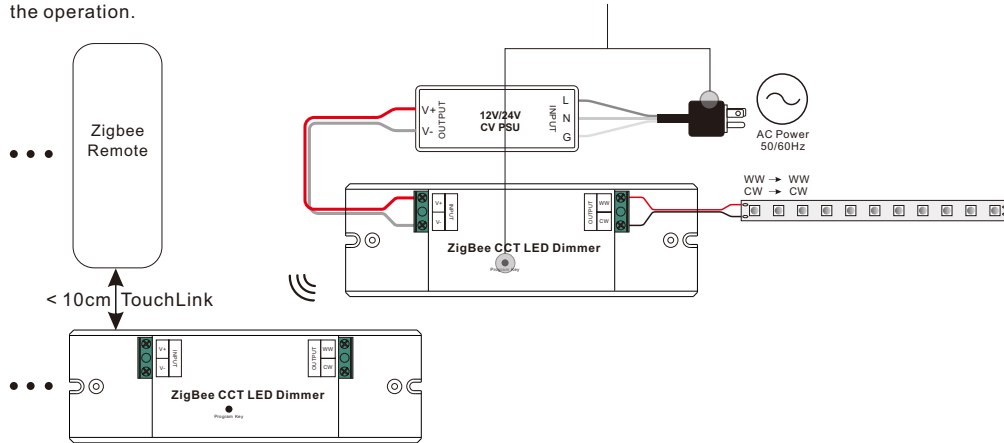 the operation.
Zigbee
Remote
< 10cm TouchLink
V+
V-
OUTPUT
12V/24V
CV PSU
INPUT
L
N
G
AC Power
50/60Hz
WW → WW
CW → CW
V+
V-
INPUT
OUTPUT
WW
CW
ZigBee CCT LED Dimmer
Program Key
V+
V-
INPUT
OUTPUT
WW
CW
ZigBee CCT LED Dimmer
Program Key